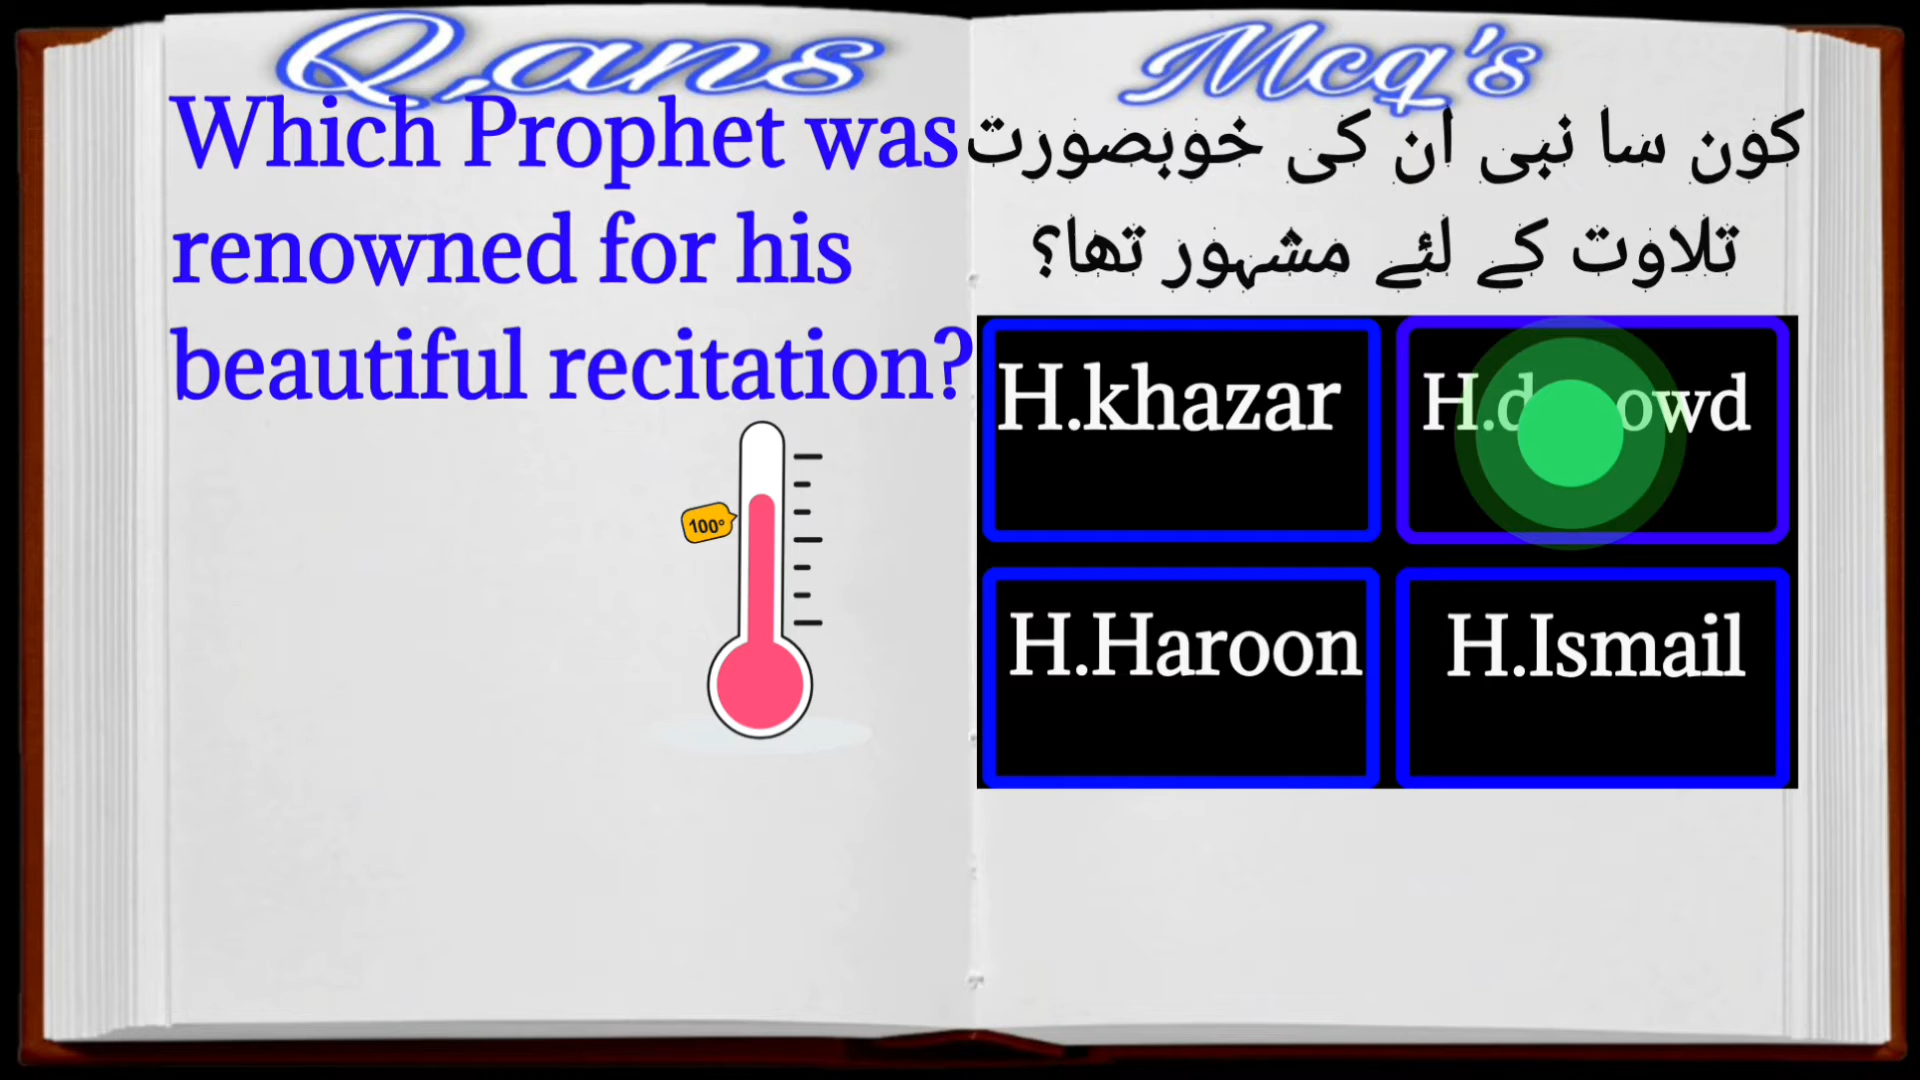 Q,ans
Which Prophet was
renowned for his
beautiful recitation?
100°
Mcq's
کون سا نبی ان کی خوبصورت
تلاوت کے لئے مشہور تھا؟
H.khazar
H.Haroon
H.Ismail